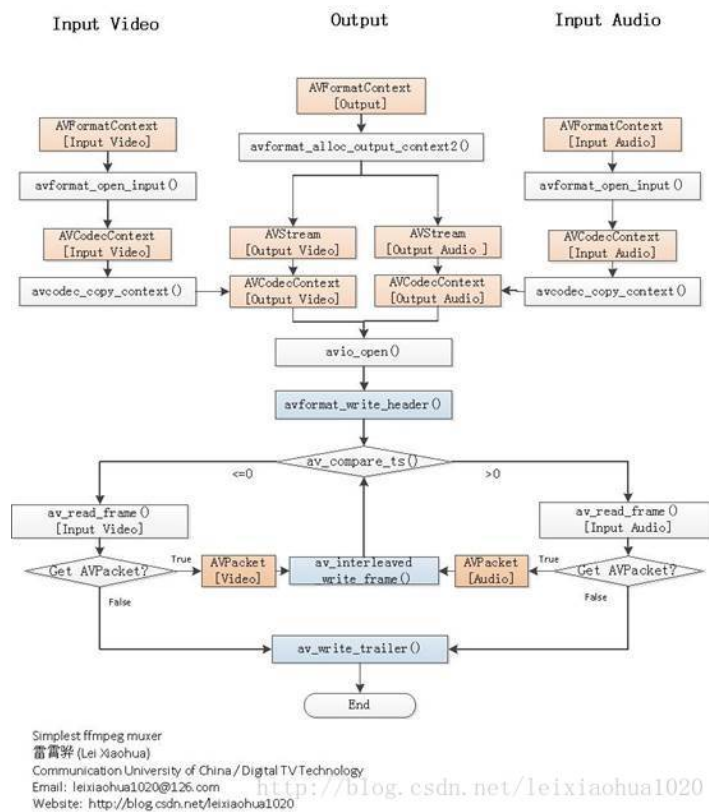 Input Video
Output
Input Audio
AVFormatContext
[Output]
AVFormatContext
[Input Video]
AVFormatContext
[Input Audio]
avformat_alloc_output_context2()
avformat_open_input()
avformat_open_input()
AVCodecContext
[Input Video]
AVStream
[Output Video]
AVStream
[Output Audio ]
AVCodecContext
[Input Audio]
avcodec_copy_context()
AVCodecContext
[Output Video]
AVCodecContext
[Output Audio]
avcodec_copy_context()
avio_open()
avformat_write_header()
av_compare_ts()
<=0
>0
av_read_frame()
[Input Video]
av_read_frame()
[Input Audio]
Get AVPacket?
True
AVPacket
[Video]
av_interleaved
_write_frame()
AVPacket
[Audio]
True
Get AVPacket?
False
False
av_write_trailer()
End
Simplest ffmpeg muxer
雷霄骅 (Lei Xiaohua)
Communication University of China / Digital TV Technology
Email: leixiaohua1020@126.com
Website: http://blog.csdn.net/leixiaohua1020
http://blog.csdn.net/leixiaohua1020